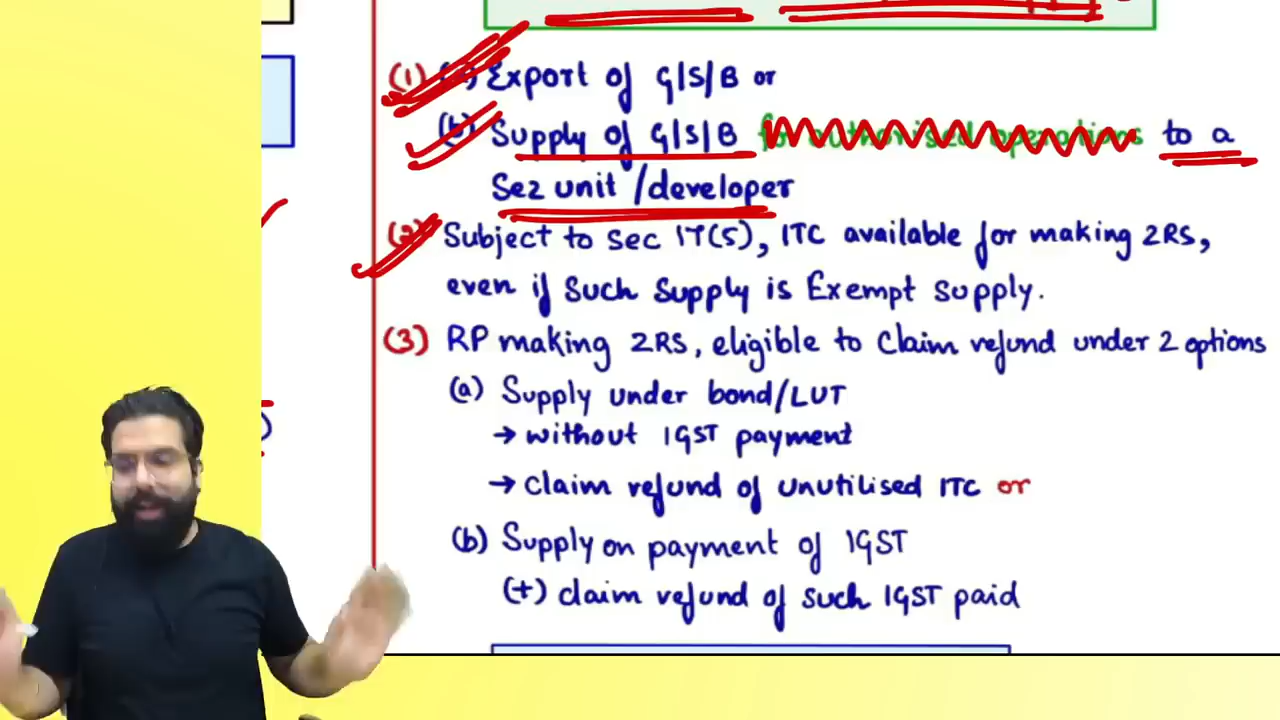 (1) (a) Export of G/S/B or
(b) Supply of G/S/B for authorised operations to a
Sez unit /developer
(2) Subject to sec 17(5), ITC available for making ZRS,
even if such supply is Exempt supply.
(3) RP making ZRS, eligible to claim refund under 2 options
(a) Supply under bond/LUT
→ without IGST payment
→ claim refund of unutilised ITC or
(b) Supply on payment of IGST
(+) claim refund of such IGST paid